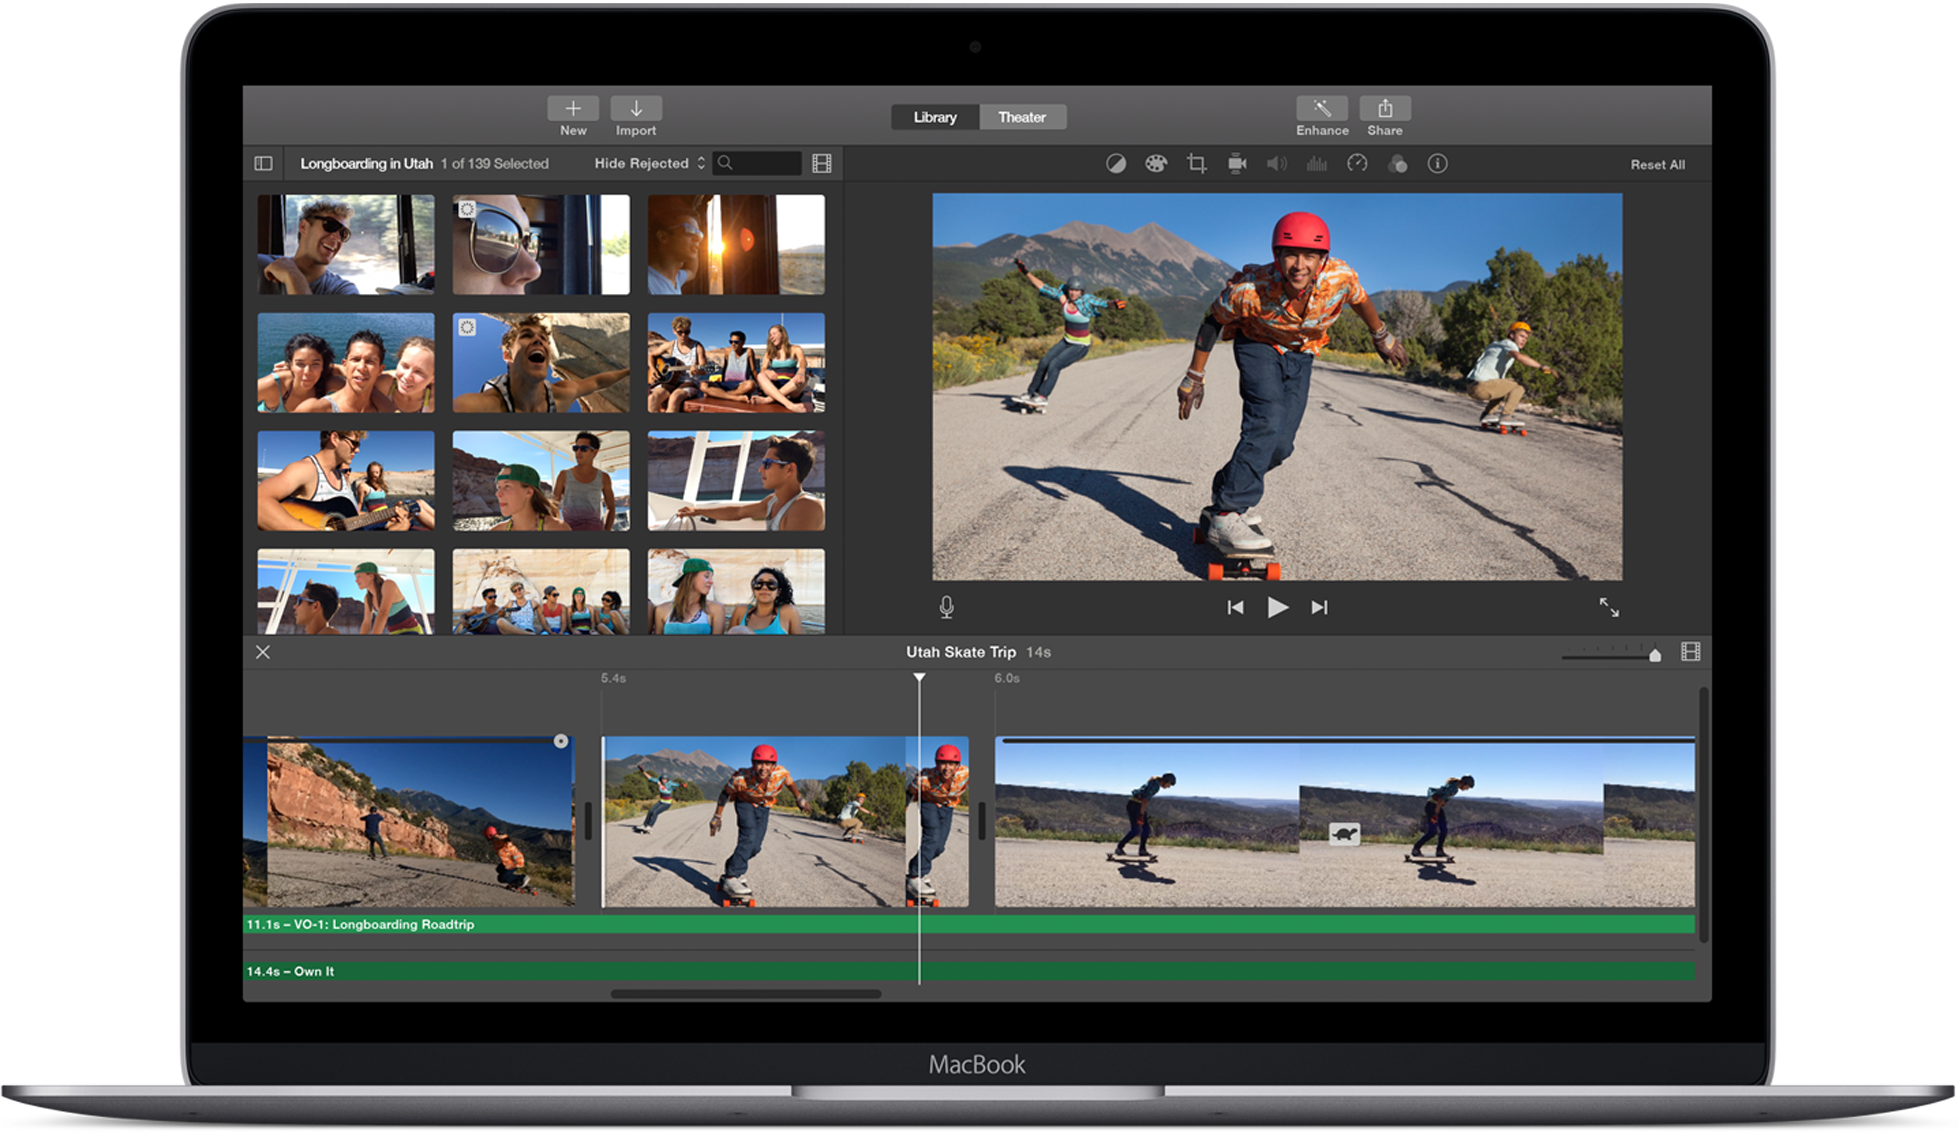 Library Theater
New Import
Enhance Share
Longboarding in Utah 1 of 139 Selected Hide Rejected
Reset All
Utah Skate Trip 14s
5.4s 6.0s
11.1s – VO-1: Longboarding Roadtrip
14.4s – Own It
MacBook